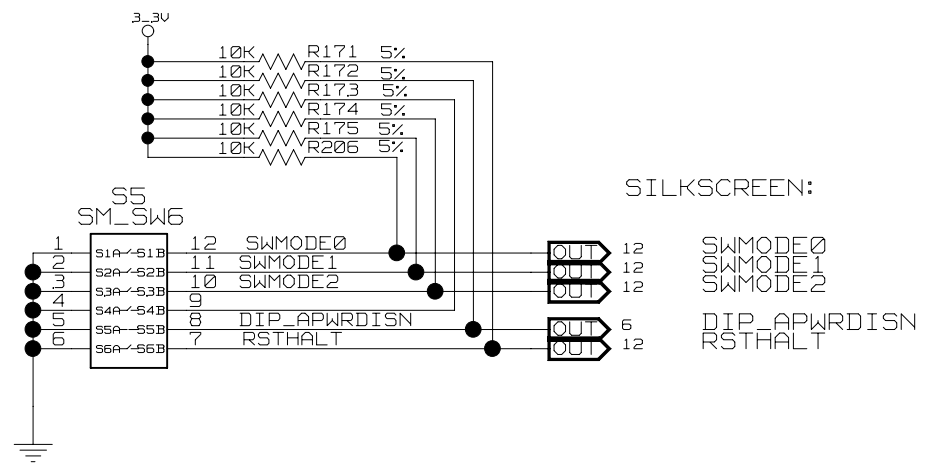 3_3V
10K R171 5%
10K R172 5%
10K R173 5%
10K R174 5%
10K R175 5%
10K R206 5%
SILKSCREEN:
S5
SM_SW6
1 S1A S1B 12 SWMODE0 OUT 12 SWMODE0
2 S2A S2B 11 SWMODE1 OUT 12 SWMODE1
3 S3A S3B 10 SWMODE2 OUT 12 SWMODE2
4 S4A S4B 9
5 S5A S5B 8 DIP_APWRDISN OUT 6 DIP_APWRDISN
6 S6A S6B 7 RSTHALT OUT 12 RSTHALT